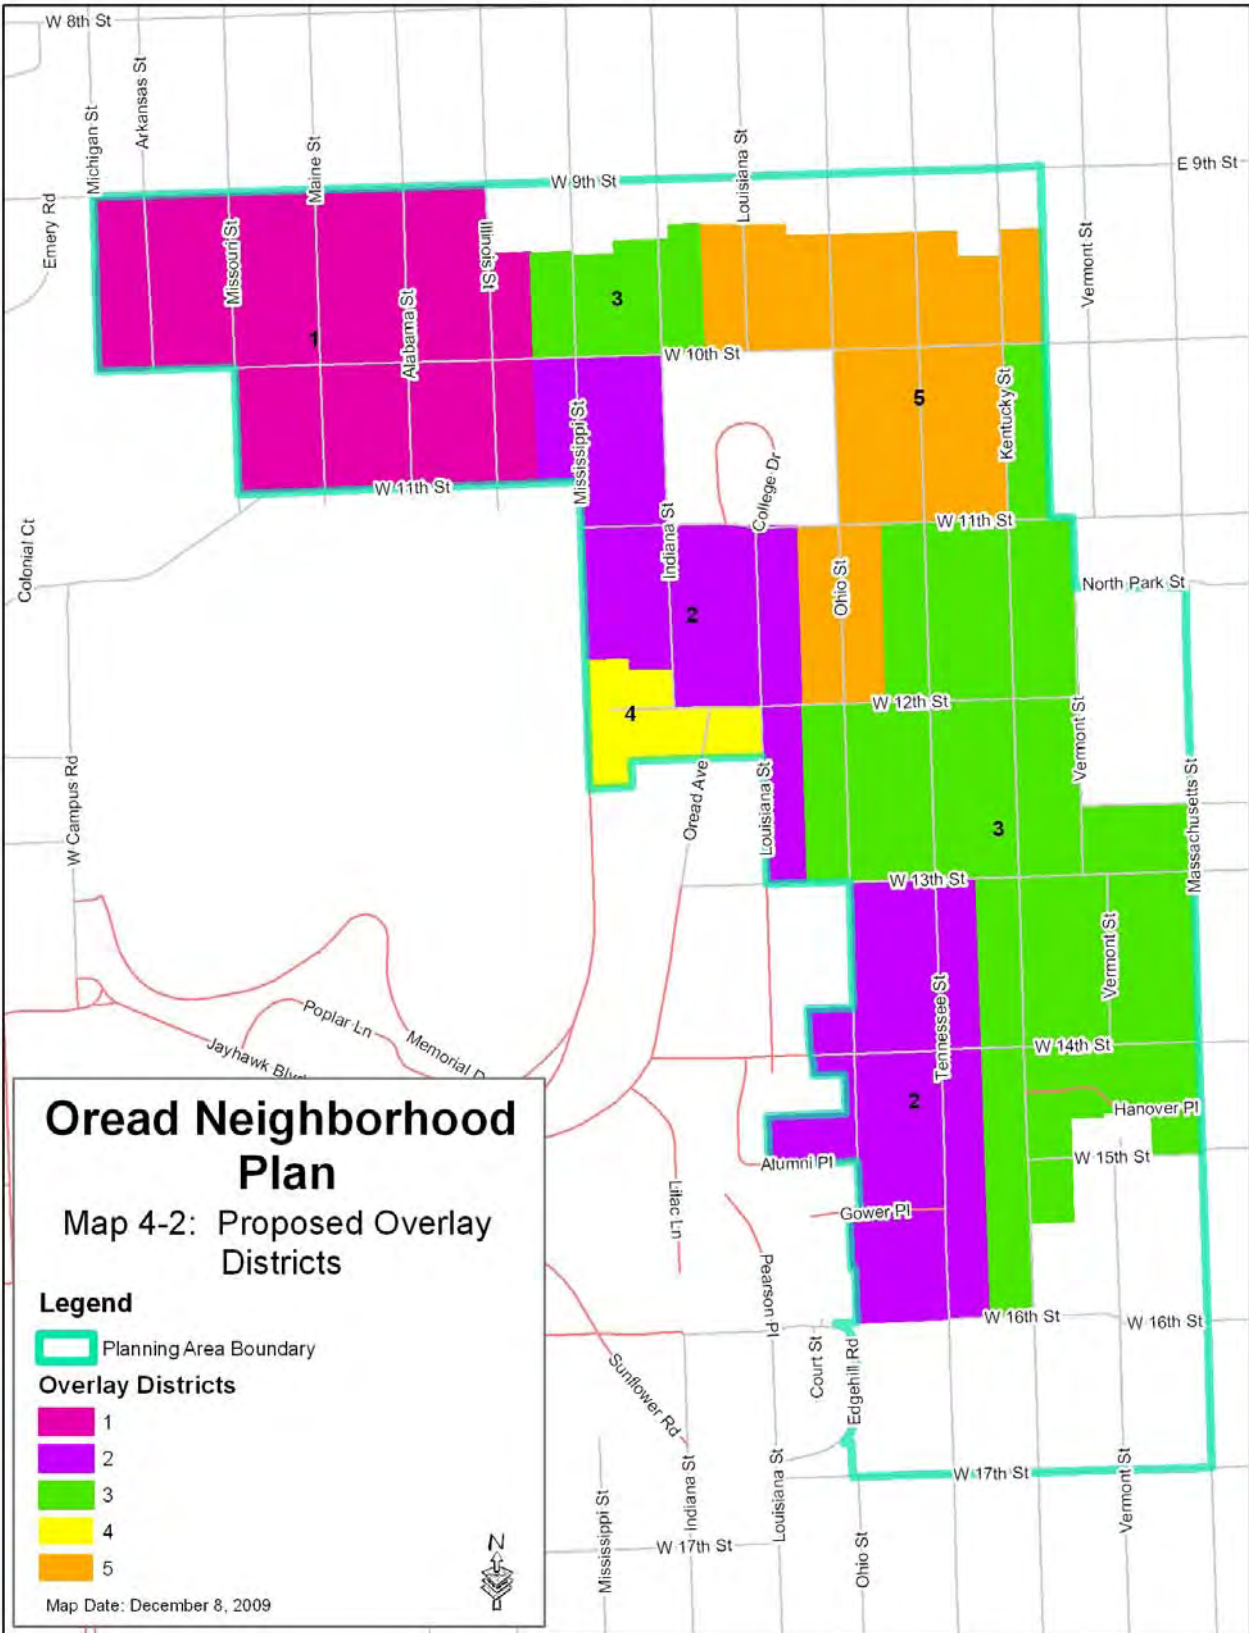 W 8th St
Michigan St
Arkansas St
Maine St
Louisiana St
E 9th St
W 9th St
Emery Rd
Missouri St
Alabama St
Illinois St
Vermont St
3
1
W 10th St
5
Mississippi St
Kentucky St
College Dr
W 11th St
W 11th St
Colonial Ct
Indiana St
Ohio St
North Park St
2
W 12th St
4
Vermont St
Oread Ave
Louisiana St
Massachusetts St
W Campus Rd
3
W 13th St
Vermont St
Tennessee St
Poplar Ln
Memorial D
Jayhawk Blv
W 14th St
2
Hanover Pl
W 15th St
Alumni Pl
Lilac Ln
Gower Pl
Pearson Pl
W 16th St
W 16th St
Court St
Edgehill Rd
Sunflower Rd
Indiana St
Louisiana St
W 17th St
Vermont St
Mississippi St
W 17th St
Ohio St
Oread Neighborhood
Plan
Map 4-2: Proposed Overlay
Districts
Legend
Planning Area Boundary
Overlay Districts
1
2
3
4
5
N
Map Date: December 8, 2009